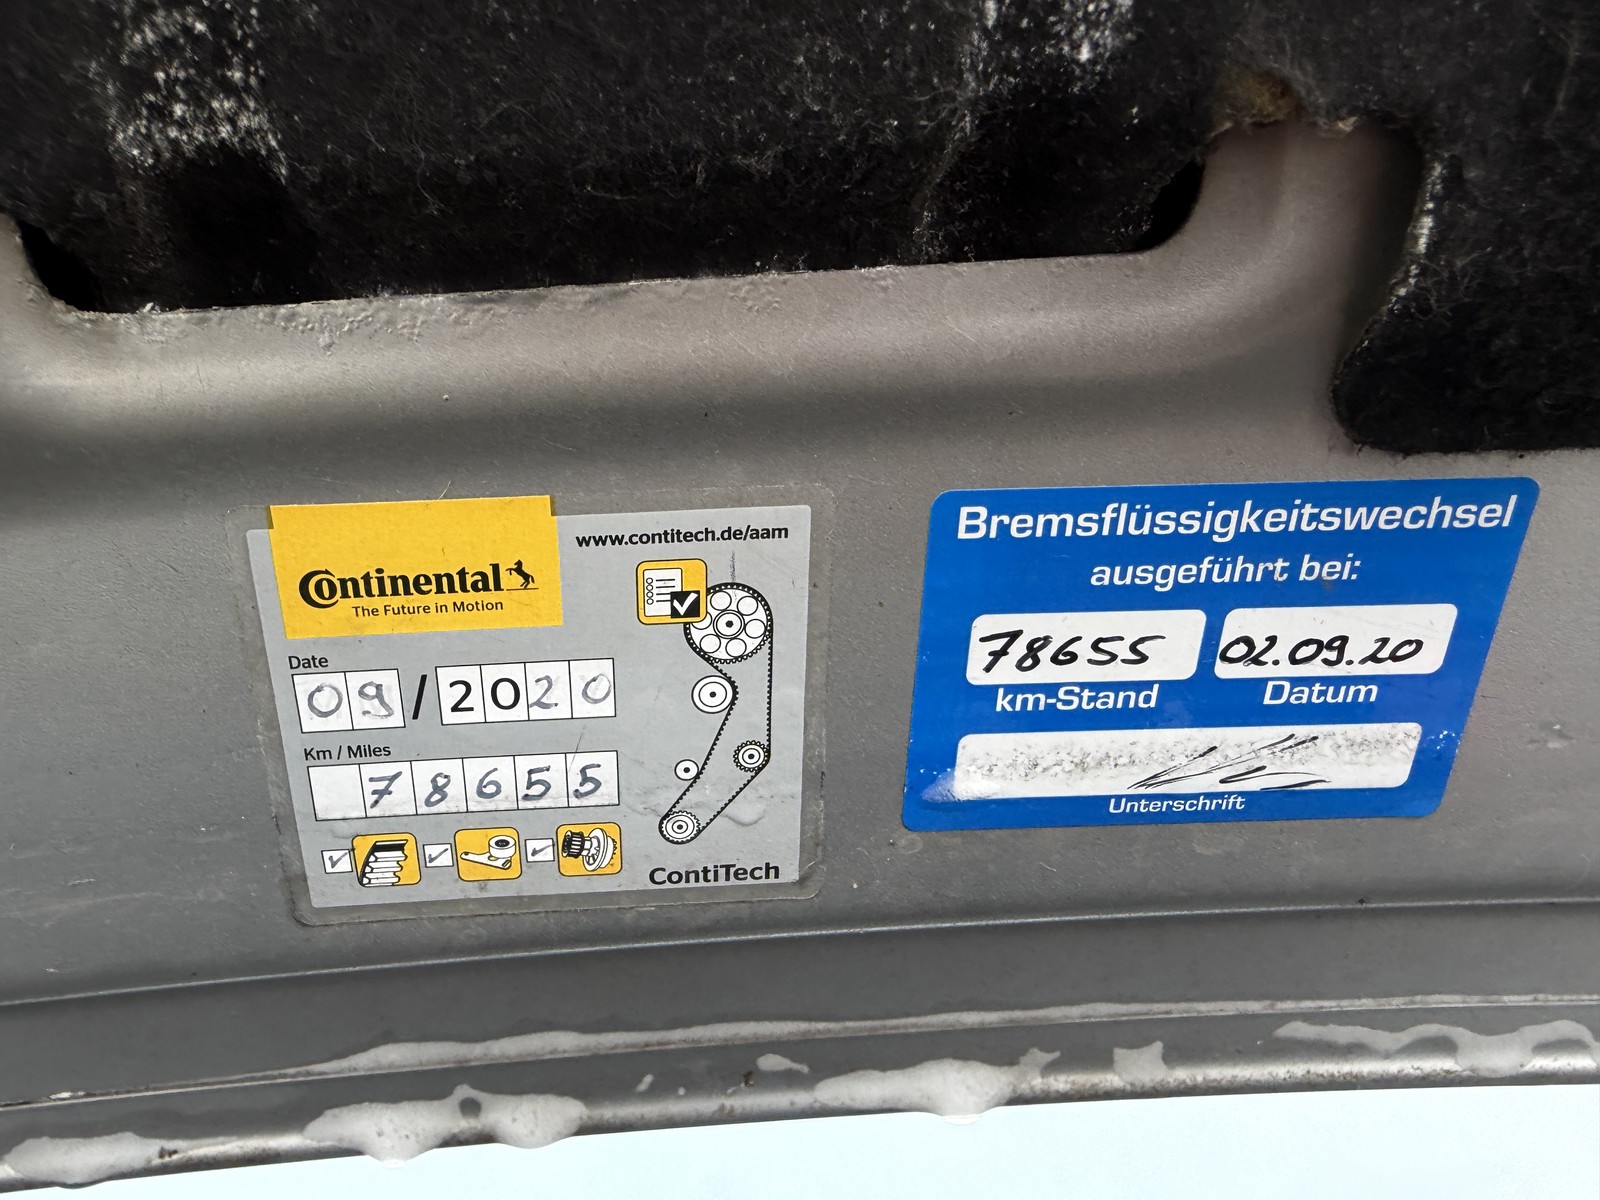 Continental
The Future in Motion
www.contitech.de/aam
Date
09/2020
Km / Miles
78655
ContiTech
Bremsflüssigkeitswechsel
ausgeführt bei:
78655 02.09.20
km-Stand Datum
Unterschrift